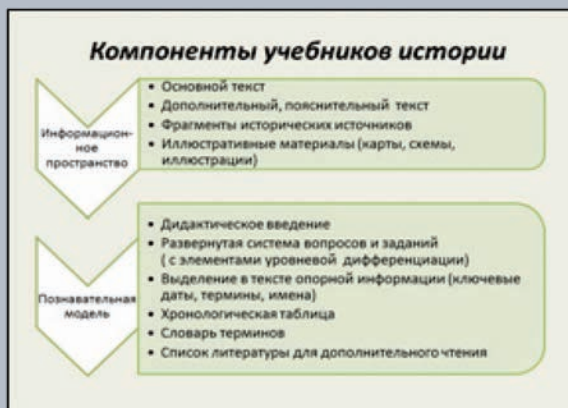 Компоненты учебников истории
Информацион-
ное
пространство
• Основной текст
• Дополнительный, пояснительный текст
• Фрагменты исторических источников
• Иллюстративные материалы (карты, схемы,
иллюстрации)
Познавательная
модель
• Дидактическое введение
• Развернутая система вопросов и заданий
( с элементами уровневой дифференциации)
• Выделение в тексте опорной информации (ключевые
даты, термины, имена)
• Хронологическая таблица
• Словарь терминов
• Список литературы для дополнительного чтения